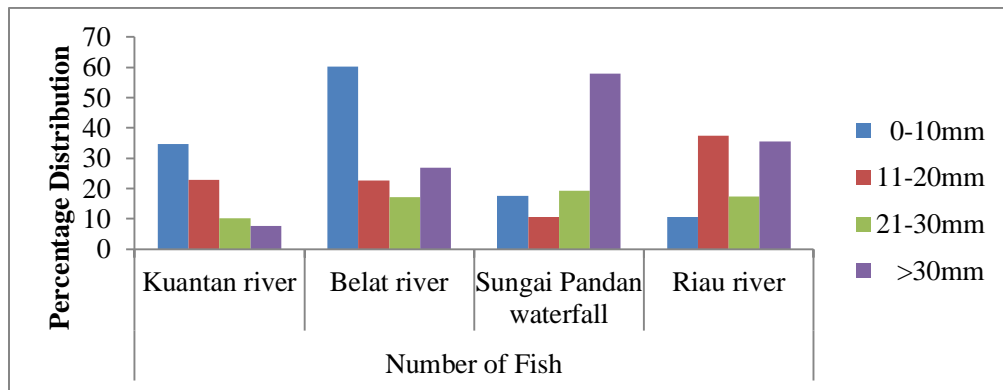 Percentage Distribution
70
60
50
40
30
20
10
0
Kuantan river
Belat river
Sungai Pandan
waterfall
Riau river
Number of Fish
0-10mm
11-20mm
21-30mm
>30mm